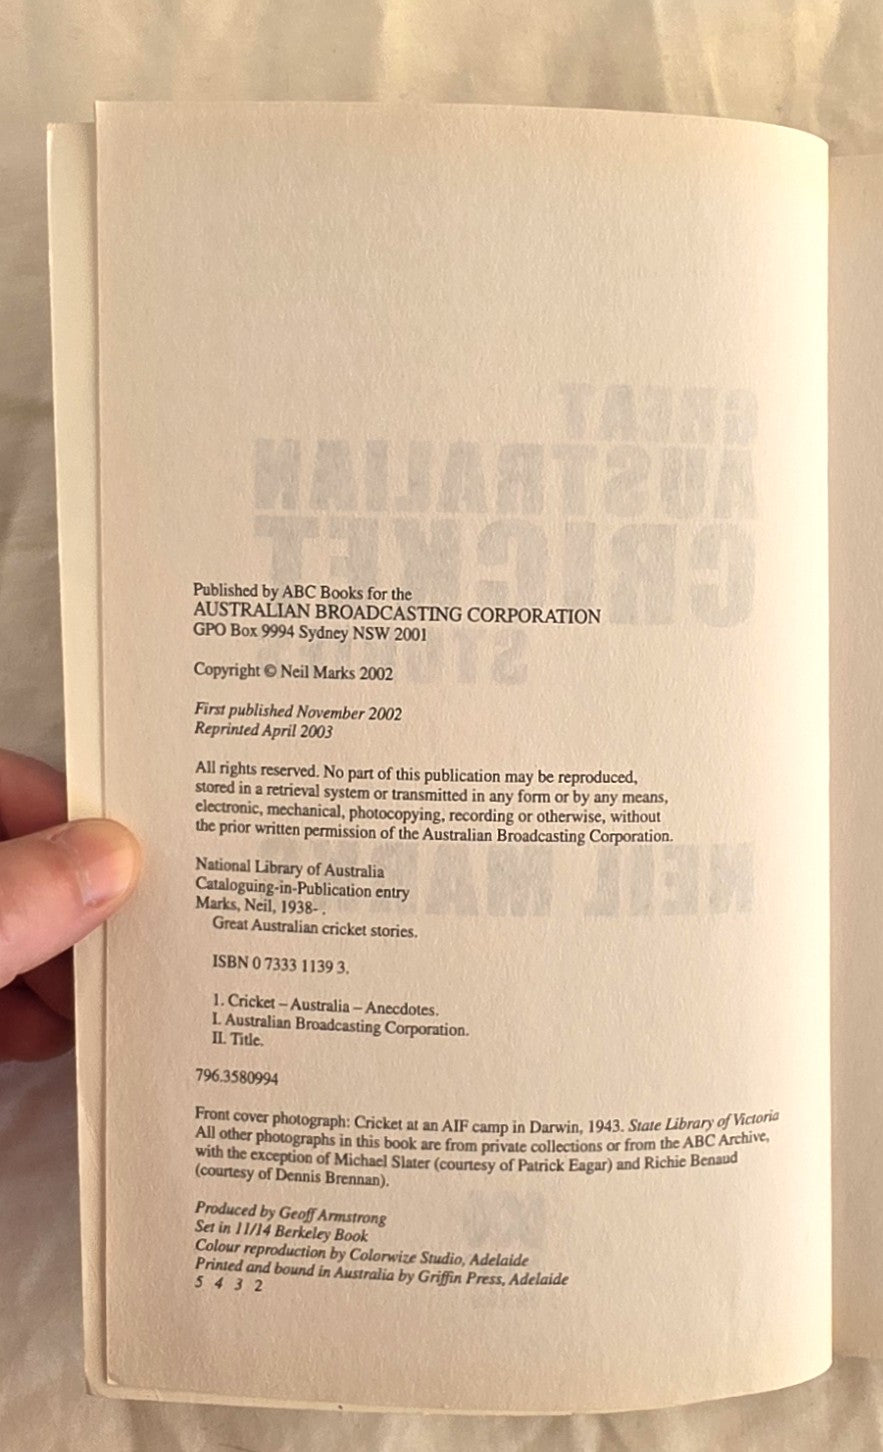 Published by ABC Books for the
AUSTRALIAN BROADCASTING CORPORATION
GPO Box 9994 Sydney NSW 2001
Copyright © Neil Marks 2002
First published November 2002
Reprinted April 2003
All rights reserved. No part of this publication may be reproduced,
stored in a retrieval system or transmitted in any form or by any means,
electronic, mechanical, photocopying, recording or otherwise, without
the prior written permission of the Australian Broadcasting Corporation.
National Library of Australia
Cataloguing-in-Publication entry
Marks, Neil, 1938- .
Great Australian cricket stories.
ISBN 0 7333 1139 3.
1. Cricket – Australia – Anecdotes.
I. Australian Broadcasting Corporation.
II. Title.
796.3580994
Front cover photograph: Cricket at an AIF camp in Darwin, 1943. State Library of Victoria
All other photographs in this book are from private collections or from the ABC Archive,
with the exception of Michael Slater (courtesy of Patrick Eagar) and Richie Benaud
(courtesy of Dennis Brennan).
Produced by Geoff Armstrong
Set in 11/14 Berkeley Book
Colour reproduction by Colorwize Studio, Adelaide
Printed and bound in Australia by Griffin Press, Adelaide
5 4 3 2